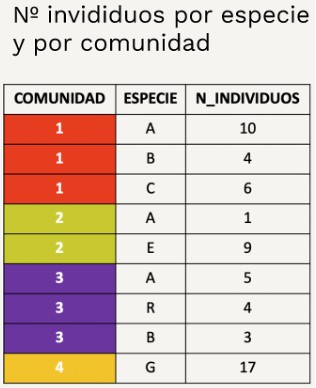 Nº invididuos por especie
y por comunidad
COMUNIDAD ESPECIE N_INDIVIDUOS
1 A 10
1 B 4
1 C 6
2 A 1
2 E 9
3 A 5
3 R 4
3 B 3
4 G 17